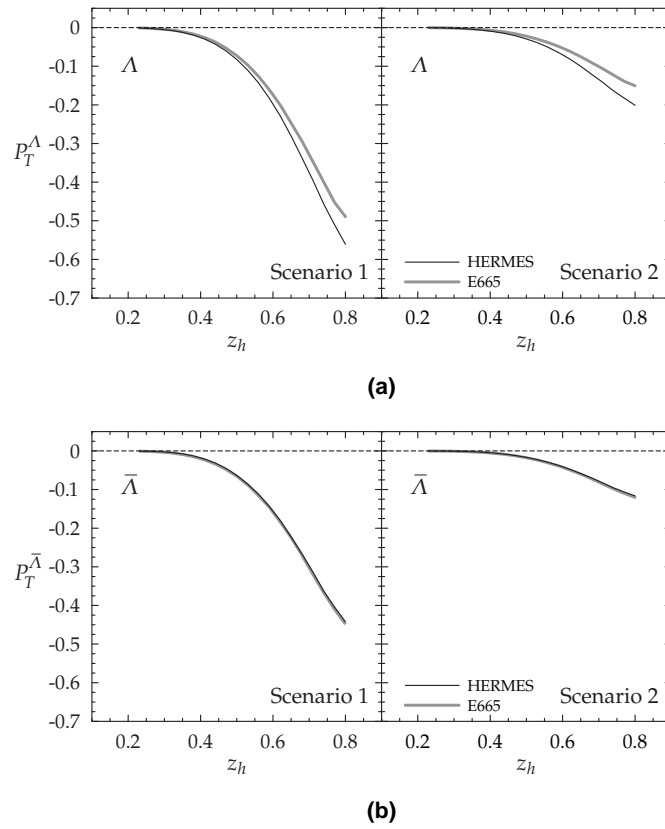 0
-0.1
-0.2
-0.3
-0.4
-0.5
-0.6
-0.7
P_T^Λ
Λ
Scenario 1
Λ
HERMES
E665
Scenario 2
0.2 0.4 0.6 0.8 0.2 0.4 0.6 0.8
z_h z_h
(a)
0
-0.1
-0.2
-0.3
-0.4
-0.5
-0.6
-0.7
P_T^Λ̅
Λ̅
Scenario 1
Λ̅
HERMES
E665
Scenario 2
0.2 0.4 0.6 0.8 0.2 0.4 0.6 0.8
z_h z_h
(b)